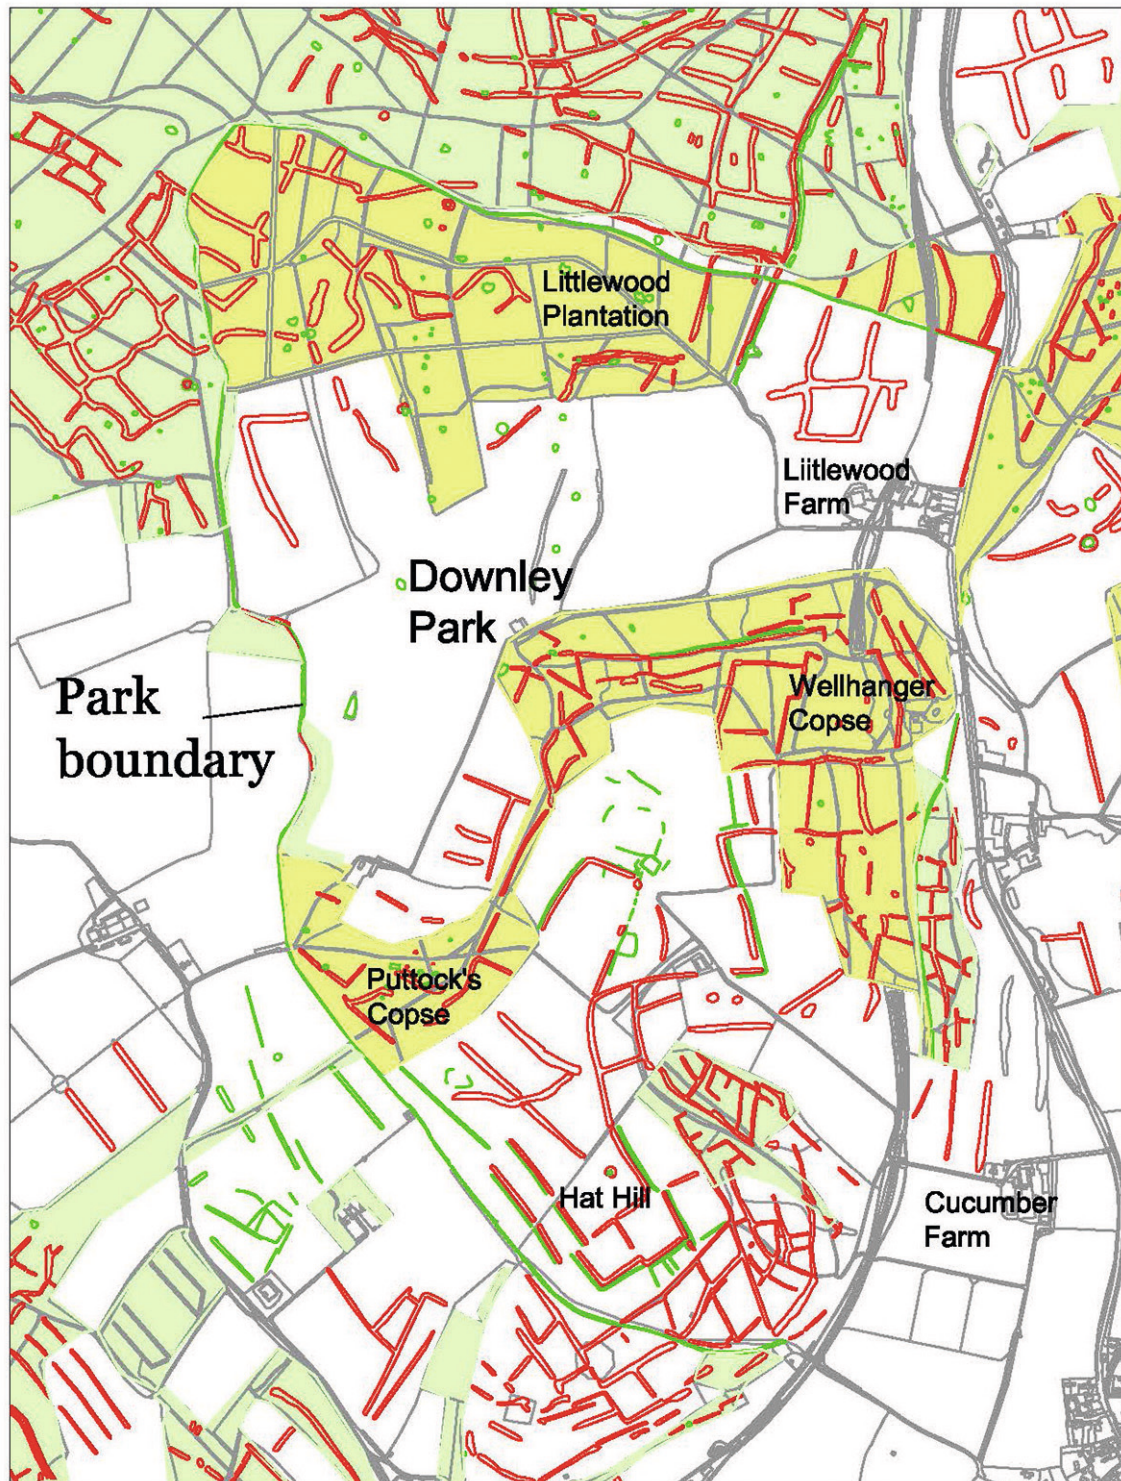 Littlewood
Plantation
Liitlewood
Farm
Downley
Park
Park
boundary
Wellhanger
Copse
Puttock's
Copse
Hat Hill
Cucumber
Farm